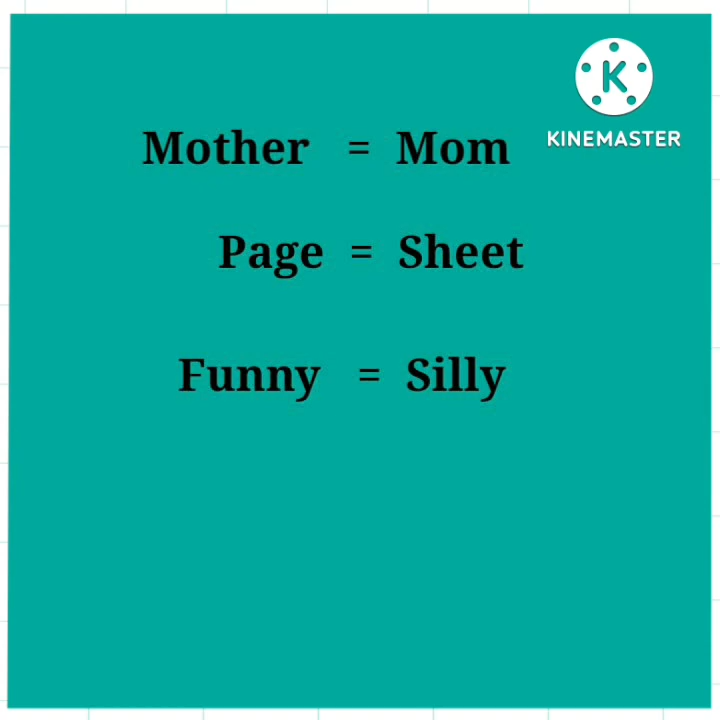 K
KINEMASTER
Mother = Mom
Page = Sheet
Funny = Silly